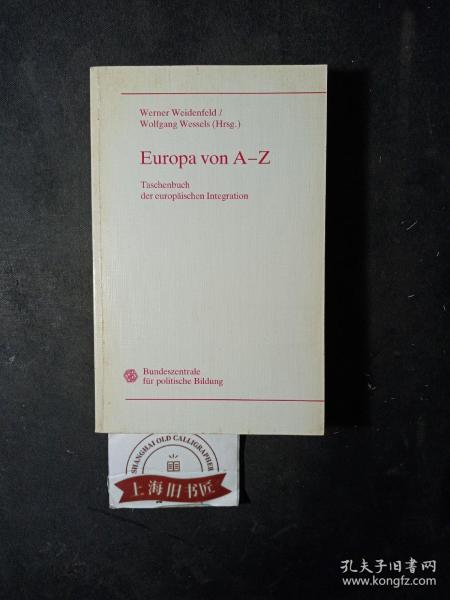 Werner Weidenfeld /
Wolfgang Wessels (Hrsg.)
Europa von A–Z
Taschenbuch
der europäischen Integration
Bundeszentrale
für politische Bildung
SHANGHAI OLD CALLIGRAPHER
上海旧书匠
孔夫子旧书网
www.kongfz.com